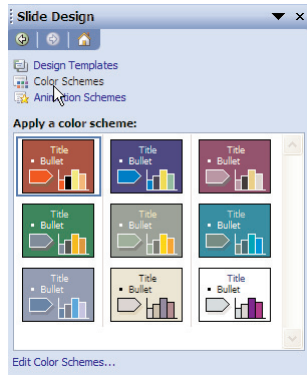 Slide Design
Design Templates
Color Schemes
Animation Schemes
Apply a color scheme:
Title Title Title
• Bullet • Bullet • Bullet
Title Title Title
• Bullet • Bullet • Bullet
Title Title Title
• Bullet • Bullet • Bullet
Edit Color Schemes...